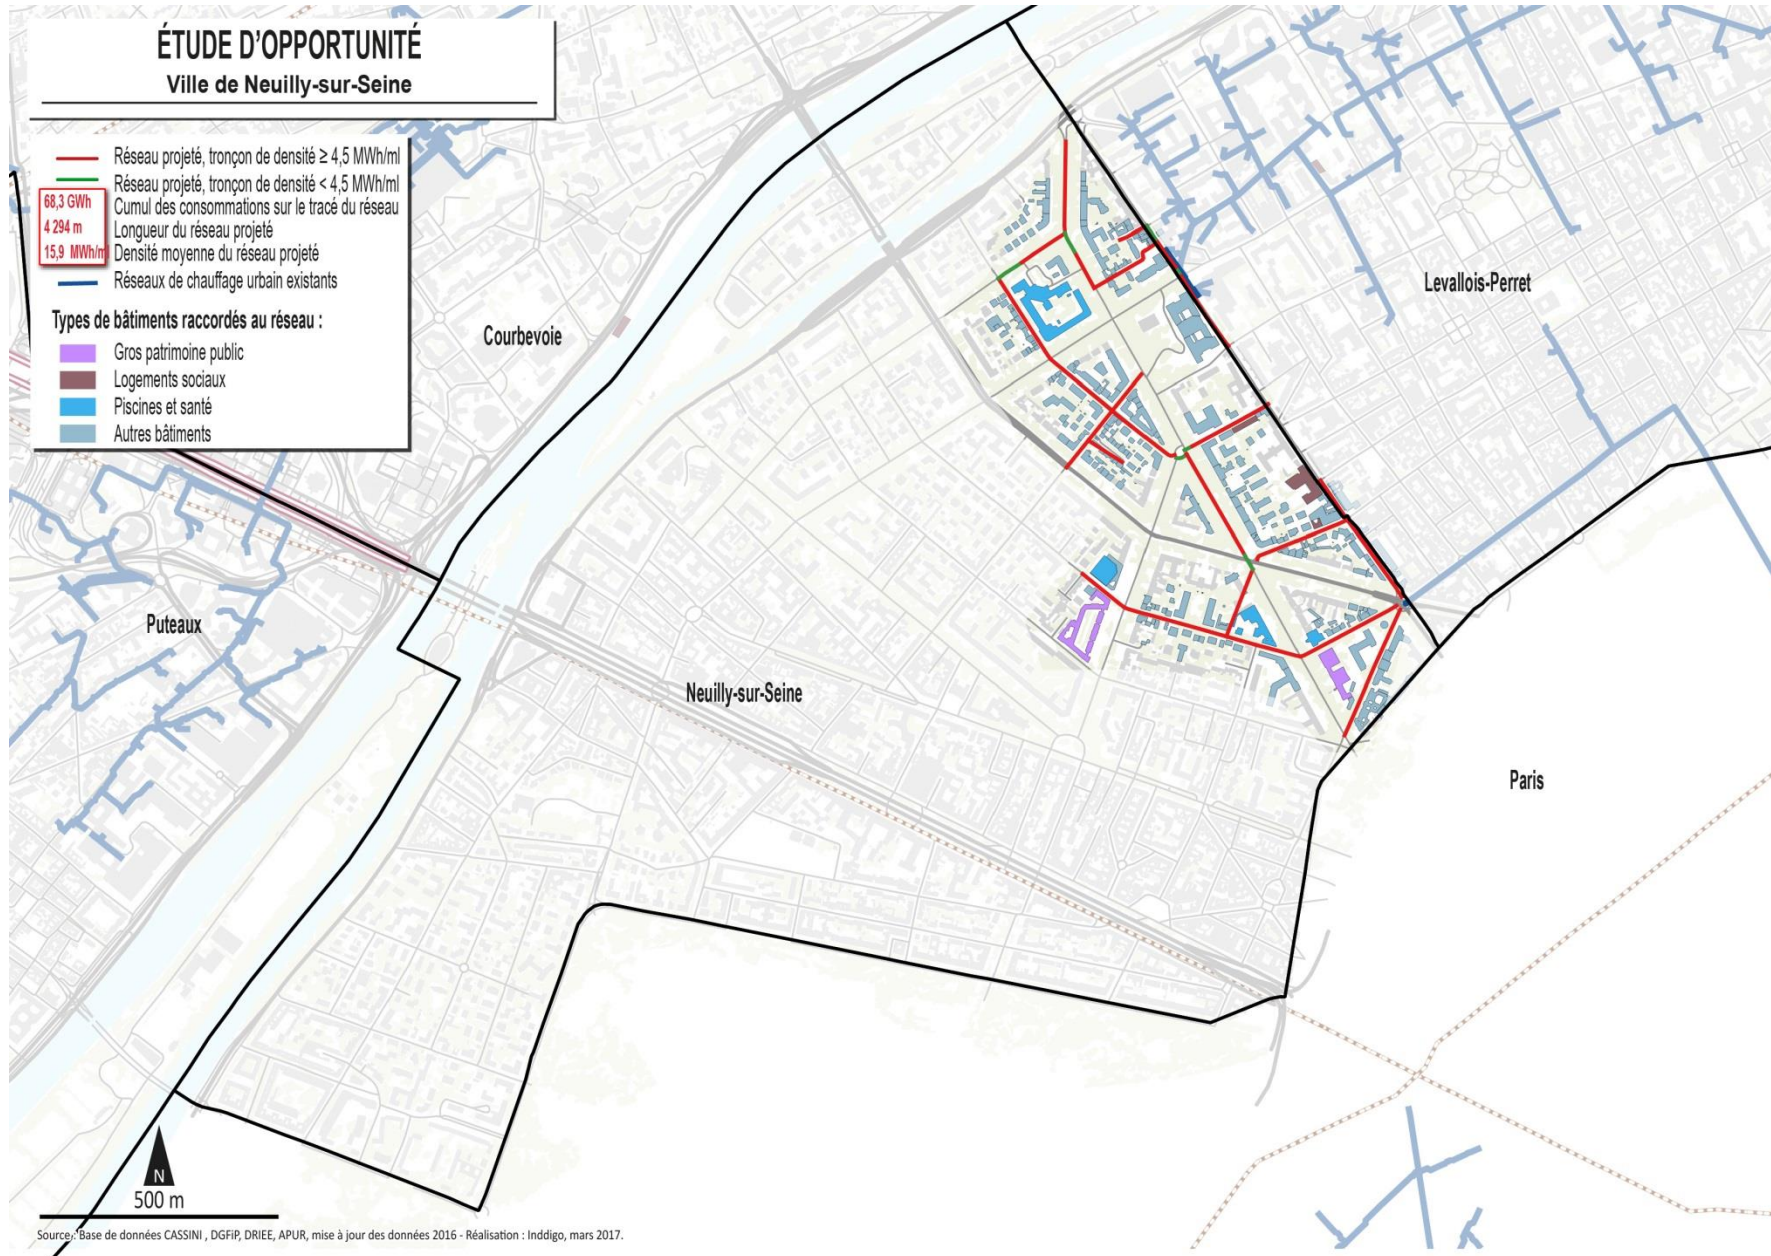 ÉTUDE D'OPPORTUNITÉ
Ville de Neuilly-sur-Seine
Réseau projeté, tronçon de densité ≥ 4,5 MWh/ml
Réseau projeté, tronçon de densité < 4,5 MWh/ml
68,3 GWh Cumul des consommations sur le tracé du réseau
4 294 m Longueur du réseau projeté
15,9 MWh/ml Densité moyenne du réseau projeté
Réseaux de chauffage urbain existants
Types de bâtiments raccordés au réseau :
Gros patrimoine public
Logements sociaux
Piscines et santé
Autres bâtiments
Courbevoie
Levallois-Perret
Puteaux
Neuilly-sur-Seine
Paris
N
500 m
Source : Base de données CASSINI , DGFiP, DRIEE, APUR, mise à jour des données 2016 - Réalisation : Inddigo, mars 2017.